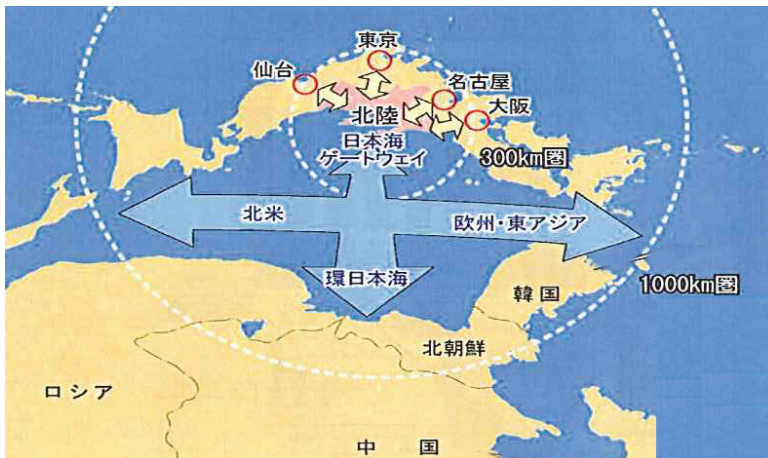 東京
仙台
名古屋
大阪
北陸
日本海
ゲートウェイ
300km圏
北米
欧州・東アジア
環日本海
1000km圏
韓国
北朝鮮
ロシア
中国